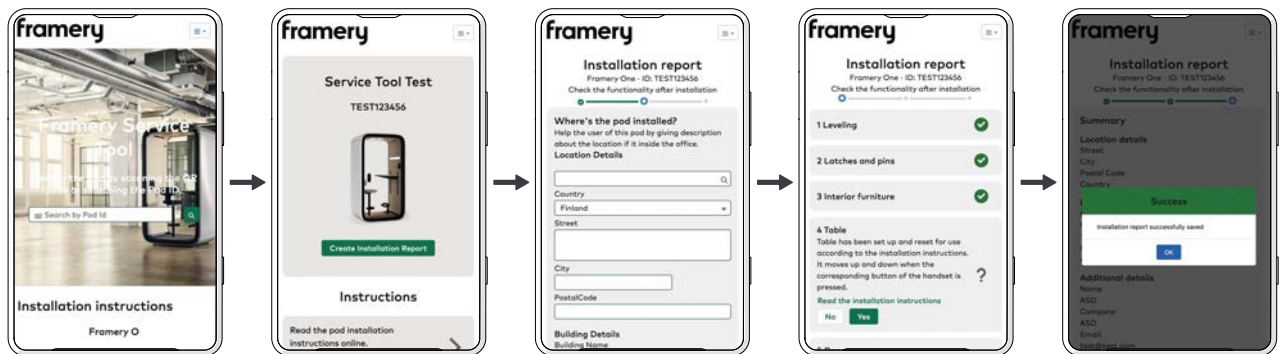 framery
Framery Service
Tool
Search by Pod Id
Installation instructions
Framery O
framery
Service Tool Test
TEST123456
Create Installation Report
Instructions
Read the pod installation
instructions online.
framery
Installation report
Framery One - ID: TEST123456
Check the functionality after installation
Where's the pod installed?
Help the user of this pod by giving description
about the location if it inside the office.
Location Details
Country
Finland
Street
City
PostalCode
Building Details
Building Name
framery
Installation report
Framery One - ID: TEST123456
Check the functionality after installation
1 Leveling
2 Latches and pins
3 Interior furniture
4 Table
Table has been set up and reset for use
according to the installation instructions.
It moves up and down when the
corresponding button of the handset is
pressed.
?
Read the installation instructions
No Yes
framery
Installation report
Framery One - ID: TEST123456
Check the functionality after installation
Summary
Location details
Street
City
Postal Code
Country
Success
Installation report successfully saved
OK
Additional details
Name
ASD
Company
ASD
Email
test@test.com